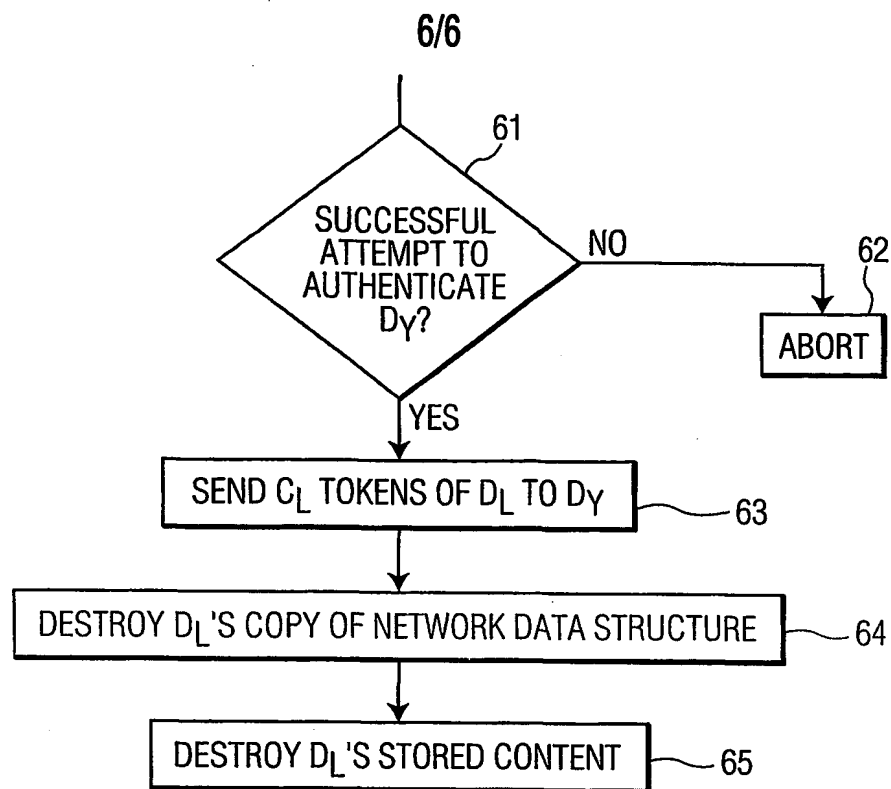 6/6
61
SUCCESSFUL
ATTEMPT TO
AUTHENTICATE
DY?
NO
62
ABORT
YES
SEND CL TOKENS OF DL TO DY
63
DESTROY DL'S COPY OF NETWORK DATA STRUCTURE
64
DESTROY DL'S STORED CONTENT
65